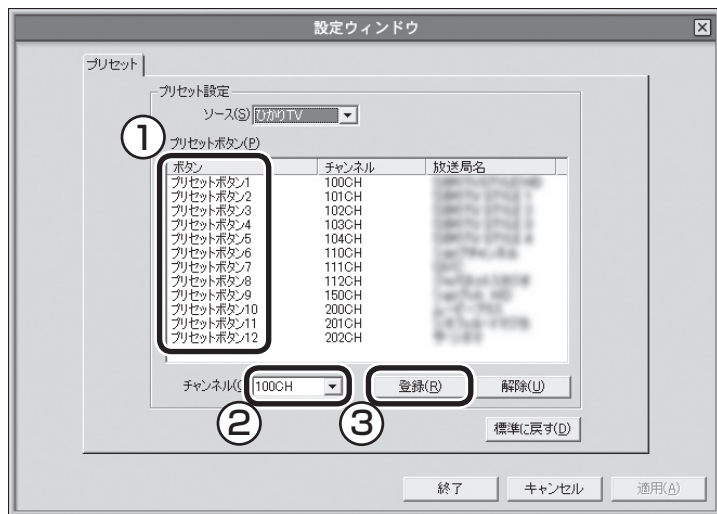 設定ウィンドウ
プリセット
プリセット設定
ソース(S) ひかりTV
①
プリセットボタン(P)
ボタン チャンネル 放送局名
プリセットボタン1 100CH
プリセットボタン2 101CH
プリセットボタン3 102CH
プリセットボタン4 103CH
プリセットボタン5 104CH
プリセットボタン6 110CH
プリセットボタン7 111CH
プリセットボタン8 112CH
プリセットボタン9 150CH
プリセットボタン10 200CH
プリセットボタン11 201CH
プリセットボタン12 202CH
チャンネル( 100CH 登録(R) 解除(U)
② ③
標準に戻す(D)
終了 キャンセル 適用(A)